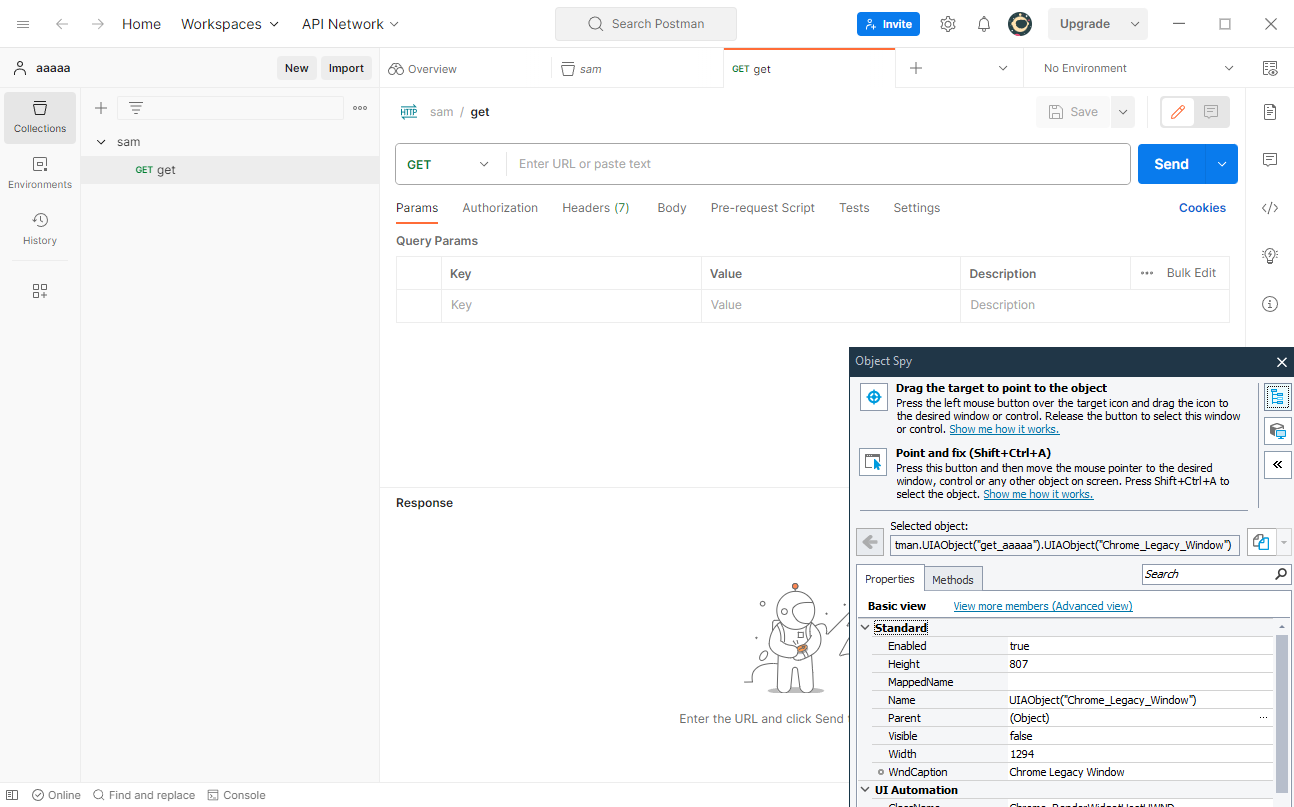 Home Workspaces API Network Search Postman Invite Upgrade
aaaaa New Import Overview sam GET get No Environment
Collections
Environments
History
sam
GET get
HTTP sam / get Save
GET Enter URL or paste text Send
Params Authorization Headers (7) Body Pre-request Script Tests Settings Cookies
Query Params
Key Value Description ••• Bulk Edit
Key Value Description
Response
Enter the URL and click Send
Object Spy
Drag the target to point to the object
Press the left mouse button over the target icon and drag the icon to
the desired window or control. Release the button to select this window
or control. Show me how it works.
Point and fix (Shift+Ctrl+A)
Press this button and then move the mouse pointer to the desired
window, control or any other object on screen. Press Shift+Ctrl+A to
select the object. Show me how it works.
Selected object:
tman.UIAObject("get_aaaaa").UIAObject("Chrome_Legacy_Window")
Properties Methods Search
Basic view View more members (Advanced view)
Standard
Enabled true
Height 807
MappedName
Name UIAObject("Chrome_Legacy_Window")
Parent (Object) ...
Visible false
Width 1294
WndCaption Chrome Legacy Window
UI Automation
ClassName Chrome_RenderWidgetHostHWND
Online Find and replace Console